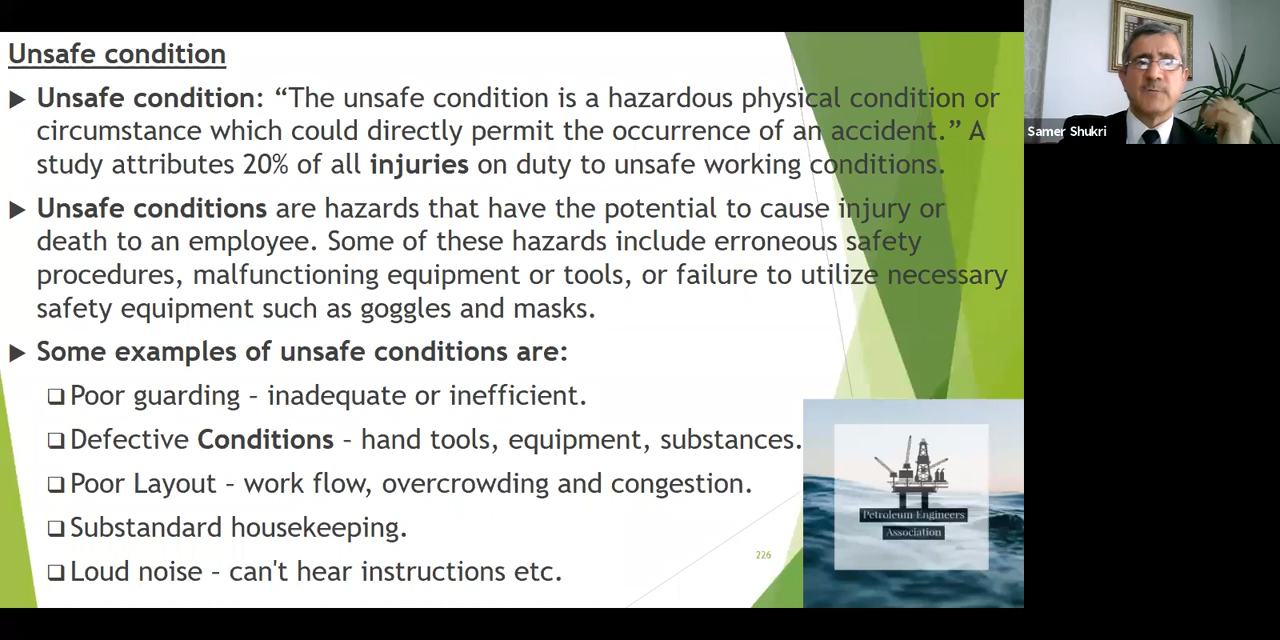 Unsafe condition
Unsafe condition: “The unsafe condition is a hazardous physical condition or
circumstance which could directly permit the occurrence of an accident.” A
study attributes 20% of all injuries on duty to unsafe working conditions.
Unsafe conditions are hazards that have the potential to cause injury or
death to an employee. Some of these hazards include erroneous safety
procedures, malfunctioning equipment or tools, or failure to utilize necessary
safety equipment such as goggles and masks.
Some examples of unsafe conditions are:
Poor guarding – inadequate or inefficient.
Defective Conditions – hand tools, equipment, substances.
Poor Layout – work flow, overcrowding and congestion.
Substandard housekeeping.
Loud noise – can't hear instructions etc.
226
Petroleum Engineers
Association
Samer Shukri